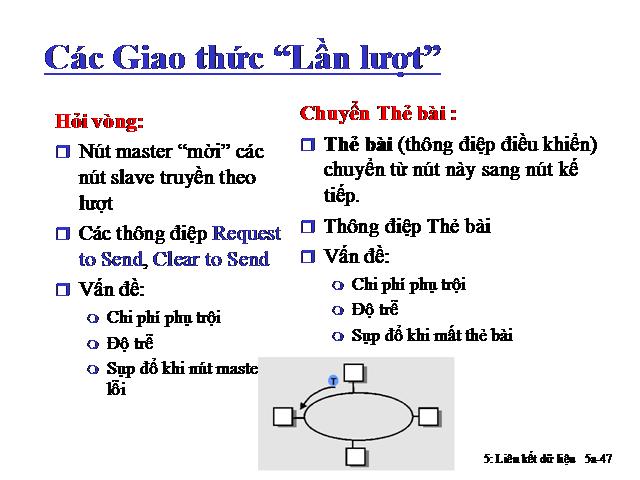 Các Giao thức “Lần lượt”
Hỏi vòng:
Nút master “mời” các
nút slave truyền theo
lượt
Các thông điệp Request
to Send, Clear to Send
Vấn đề:
Chi phí phụ trội
Độ trễ
Sụp đổ khi nút maste
lỗi
Chuyển Thẻ bài :
Thẻ bài (thông điệp điều khiển)
chuyển từ nút này sang nút kế
tiếp.
Thông điệp Thẻ bài
Vấn đề:
Chi phí phụ trội
Độ trễ
Sụp đổ khi mất thẻ bài
T
5: Liên kết dữ liệu 5a-47